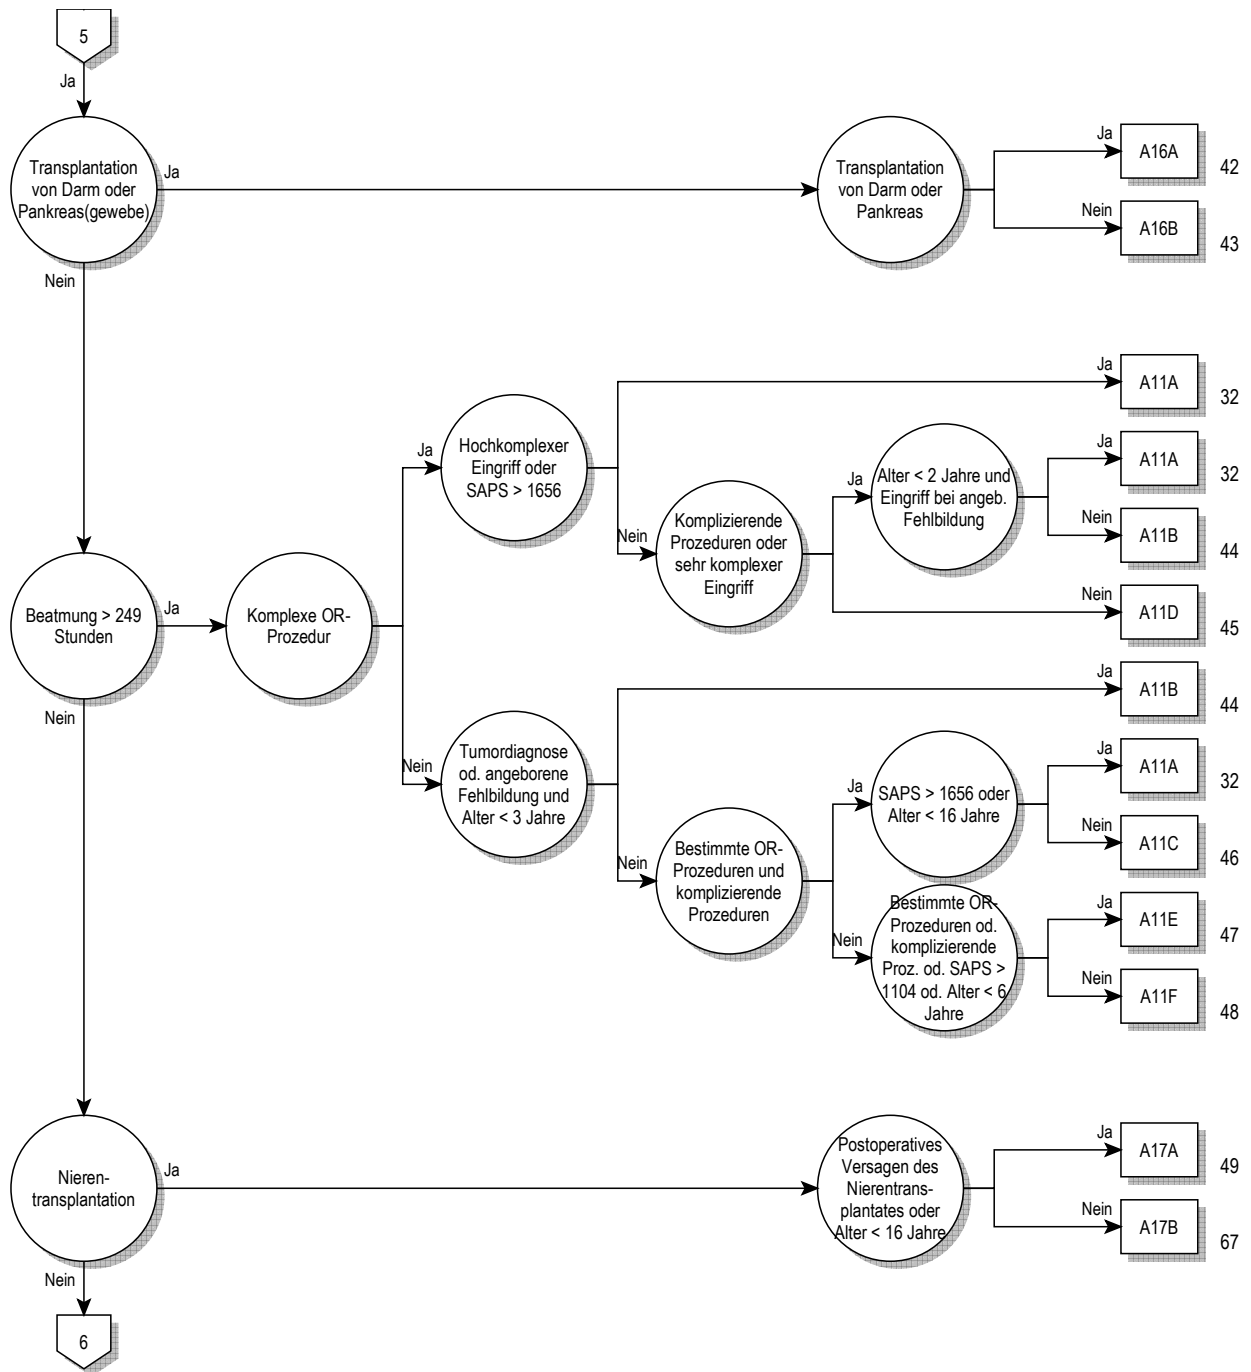 5
Ja
Transplantation
von Darm oder
Pankreas(gewebe)
Ja
Transplantation
von Darm oder
Pankreas
Ja
A16A
42
Nein
A16B
43
Nein
Ja
Hochkomplexer
Eingriff oder
SAPS > 1656
Ja
A11A
32
Nein
Komplizierende
Prozeduren oder
sehr komplexer
Eingriff
Ja
Alter < 2 Jahre und
Eingriff bei angeb.
Fehlbildung
Ja
A11A
32
Nein
A11B
44
Nein
A11D
45
Beatmung > 249
Stunden
Ja
Komplexe OR-
Prozedur
Nein
Nein
Tumordiagnose
od. angeborene
Fehlbildung und
Alter < 3 Jahre
Ja
A11B
44
Nein
Bestimmte OR-
Prozeduren und
komplizierende
Prozeduren
Ja
SAPS > 1656 oder
Alter < 16 Jahre
Ja
A11A
32
Nein
A11C
46
Nein
Bestimmte OR-
Prozeduren od.
komplizierende
Proz. od. SAPS >
1104 od. Alter < 6
Jahre
Ja
A11E
47
Nein
A11F
48
Nieren-
transplantation
Ja
Postoperatives
Versagen des
Nierentrans-
plantates oder
Alter < 16 Jahre
Ja
A17A
49
Nein
A17B
67
Nein
6